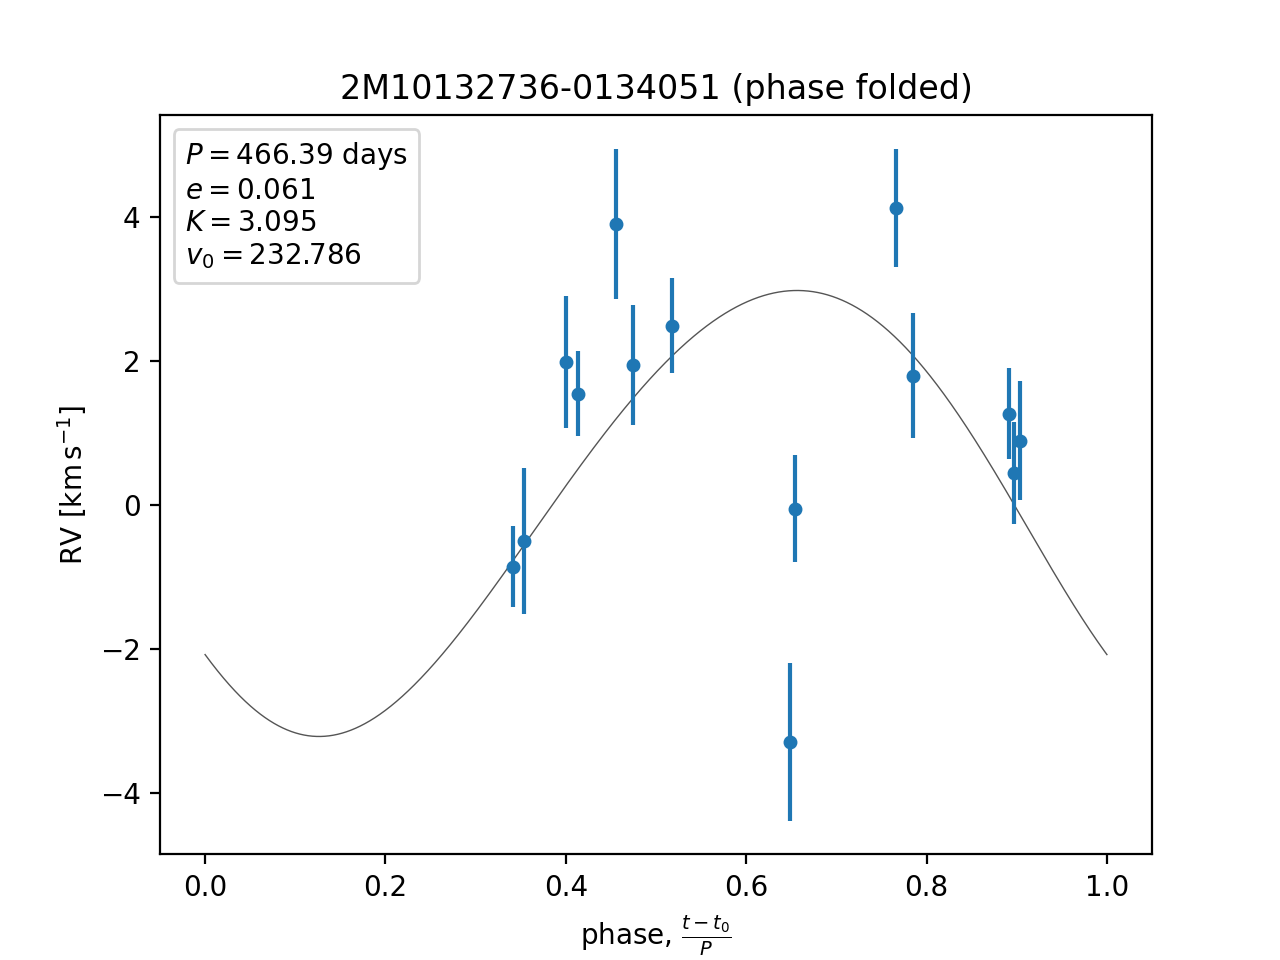 2M10132736-0134051 (phase folded)
P = 466.39 days
e = 0.061
K = 3.095
v₀ = 232.786
4
2
0
−2
−4
RV [km s⁻¹]
0.0 0.2 0.4 0.6 0.8 1.0
phase, (t − t₀)/P